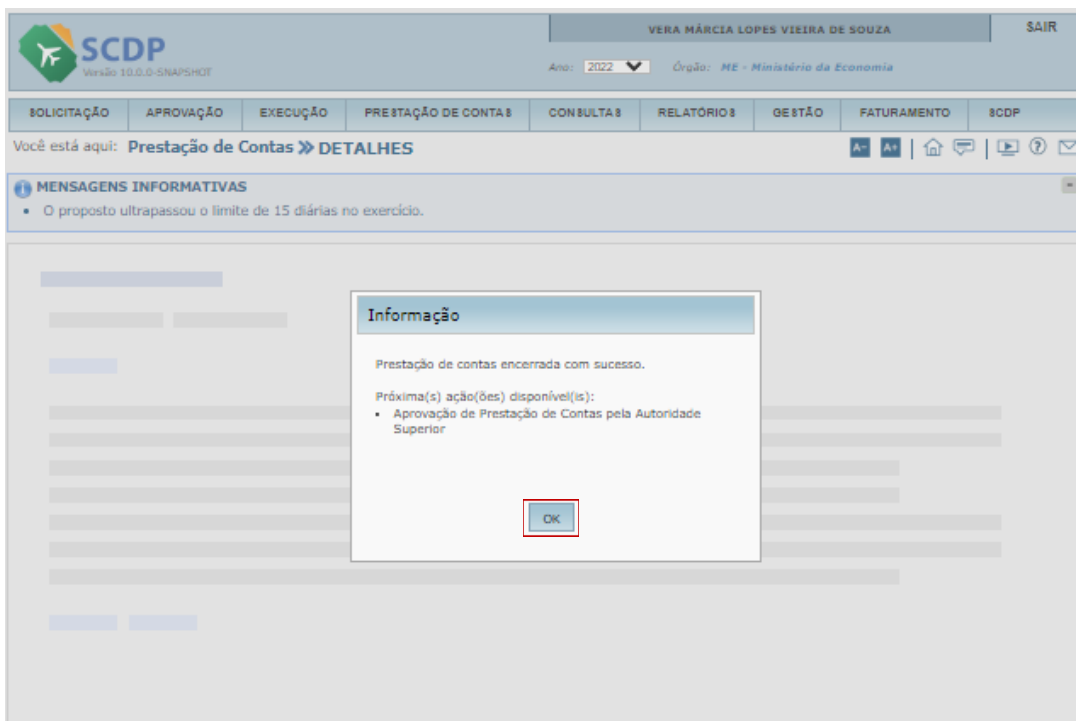 VERA MÁRCIA LOPES VIEIRA DE SOUZA
SAIR
SCDP
Versão 10.0.0-SNAPSHOT
Ano: 2022 Órgão: ME - Ministério da Economia
SOLICITAÇÃO APROVAÇÃO EXECUÇÃO PRESTAÇÃO DE CONTAS CONSULTAS RELATÓRIOS GESTÃO FATURAMENTO SCDP
Você está aqui: Prestação de Contas >> DETALHES A- A+
MENSAGENS INFORMATIVAS
• O proposto ultrapassou o limite de 15 diárias no exercício.
Informação
Prestação de contas encerrada com sucesso.
Próxima(s) ação(ões) disponível(is):
• Aprovação de Prestação de Contas pela Autoridade
Superior
OK